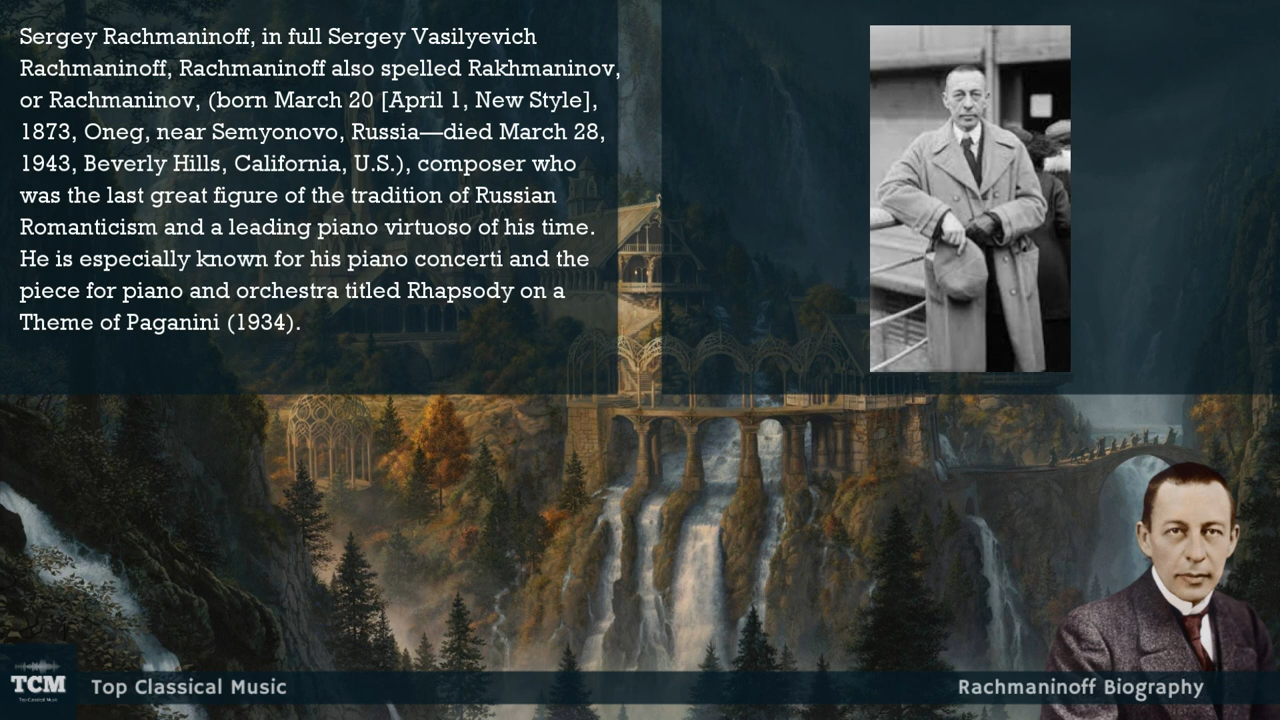 Sergey Rachmaninoff, in full Sergey Vasilyevich
Rachmaninoff, Rachmaninoff also spelled Rakhmaninov,
or Rachmaninov, (born March 20 [April 1, New Style],
1873, Oneg, near Semyonovo, Russia—died March 28,
1943, Beverly Hills, California, U.S.), composer who
was the last great figure of the tradition of Russian
Romanticism and a leading piano virtuoso of his time.
He is especially known for his piano concerti and the
piece for piano and orchestra titled Rhapsody on a
Theme of Paganini (1934).
TCM
Top Classical Music
Top Classical Music
Rachmaninoff Biography